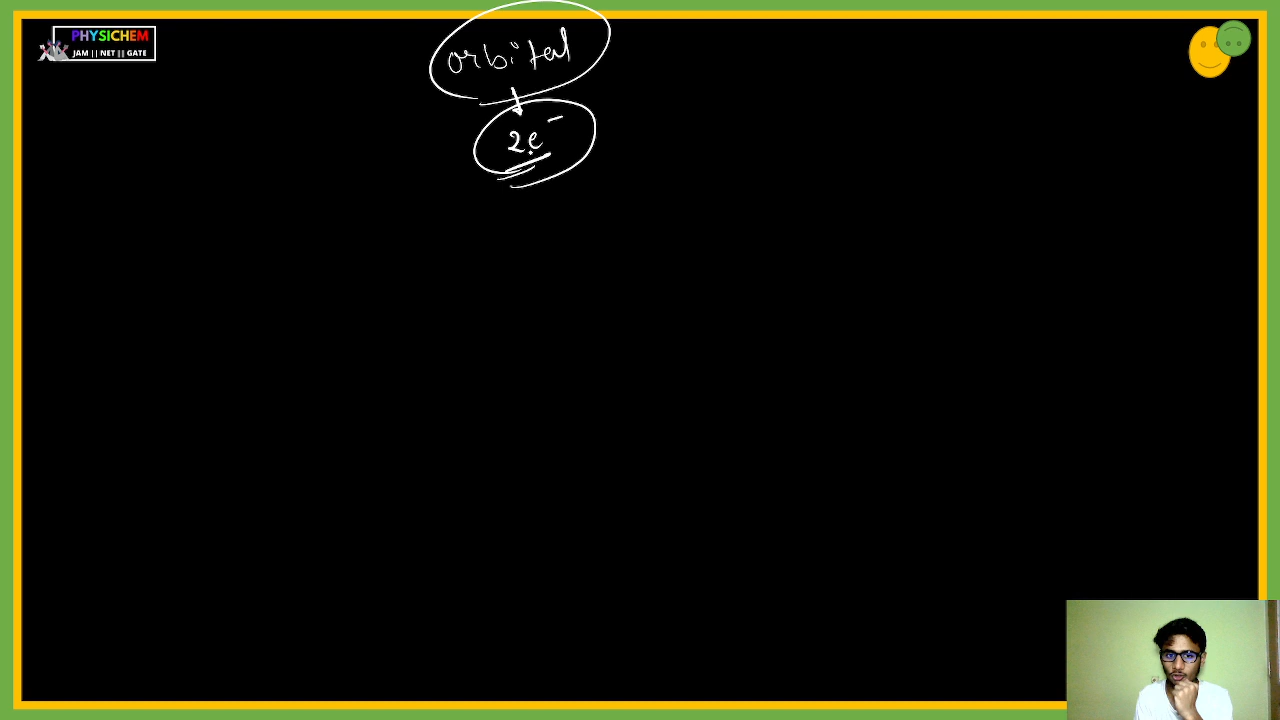 PHYSICHEM
JAM || NET || GATE
orbital
2e⁻